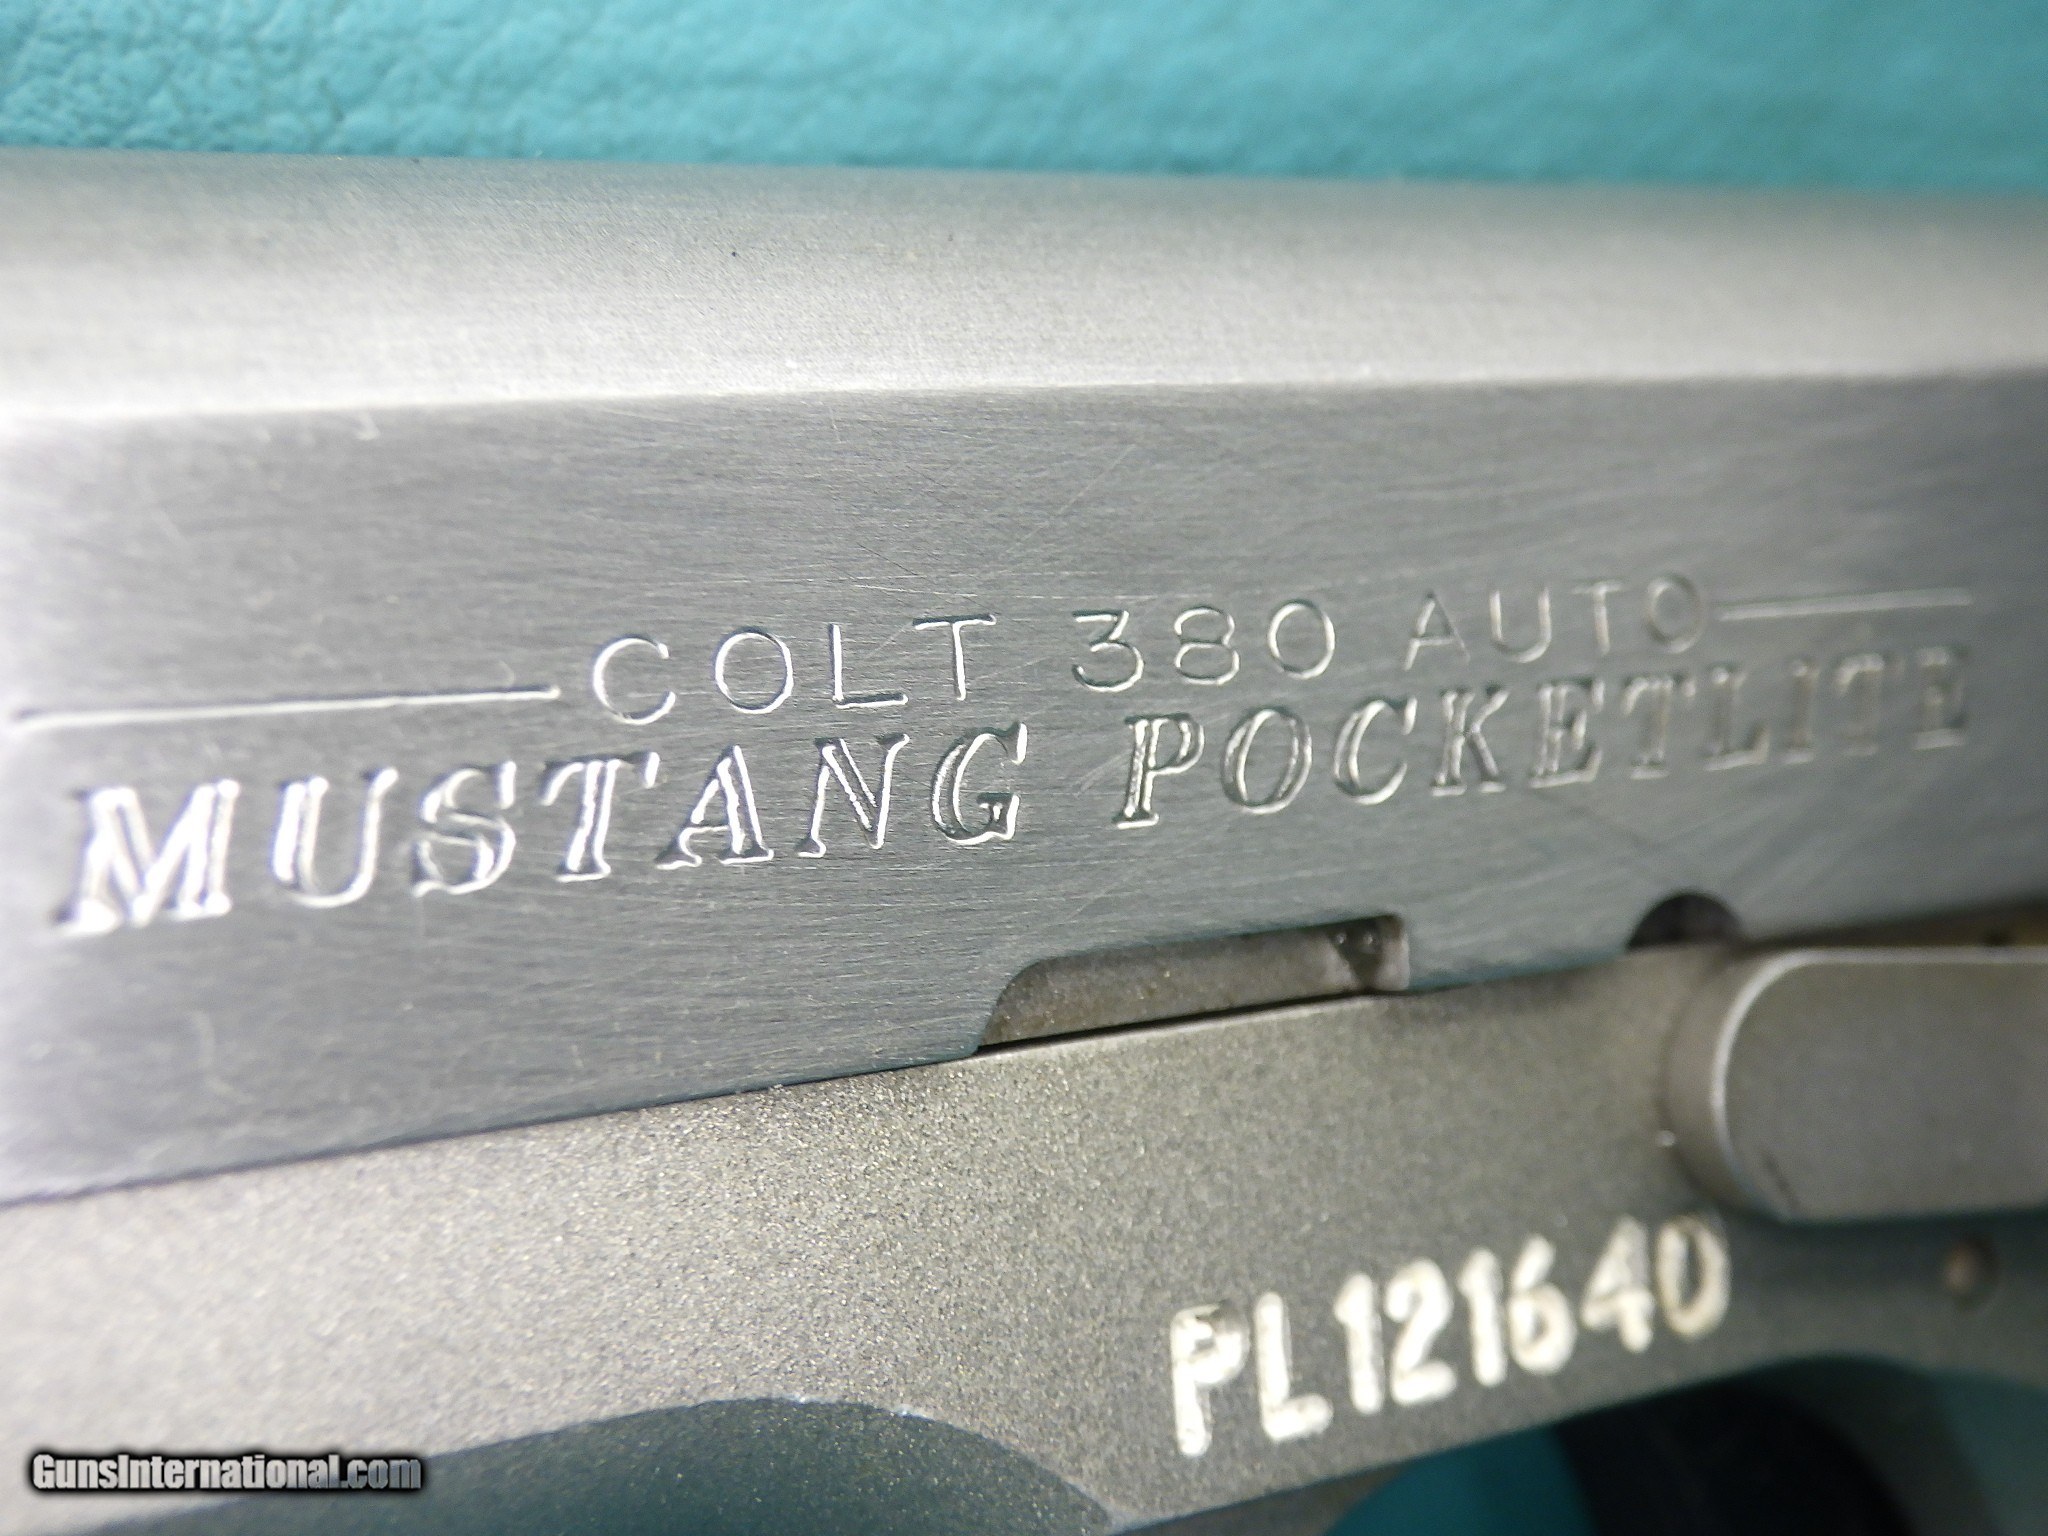 COLT 380 AUTO
MUSTANG POCKETLITE
PL121640
GunsInternational.com